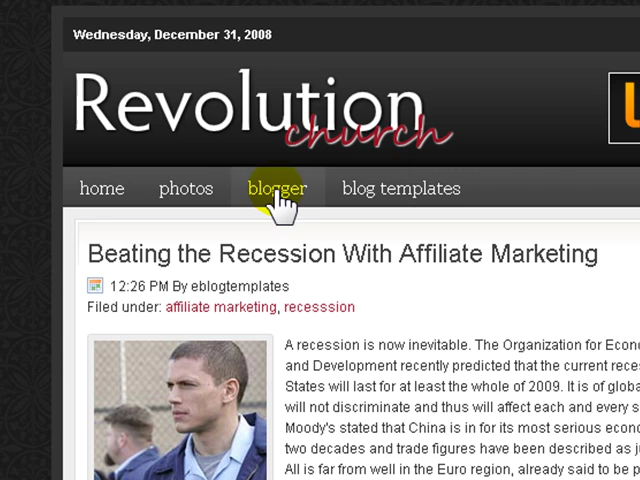 Wednesday, December 31, 2008
Revolution
church
home photos blogger blog templates
Beating the Recession With Affiliate Marketing
12:26 PM By eblogtemplates
Filed under: affiliate marketing, recesssion
A recession is now inevitable. The Organization for Econo
and Development recently predicted that the current rece
States will last for at least the whole of 2009. It is of globa
will not discriminate and thus will affect each and every s
Moody's stated that China is in for its most serious econo
two decades and trade figures have been described as ju
All is far from well in the Euro region, already said to be p